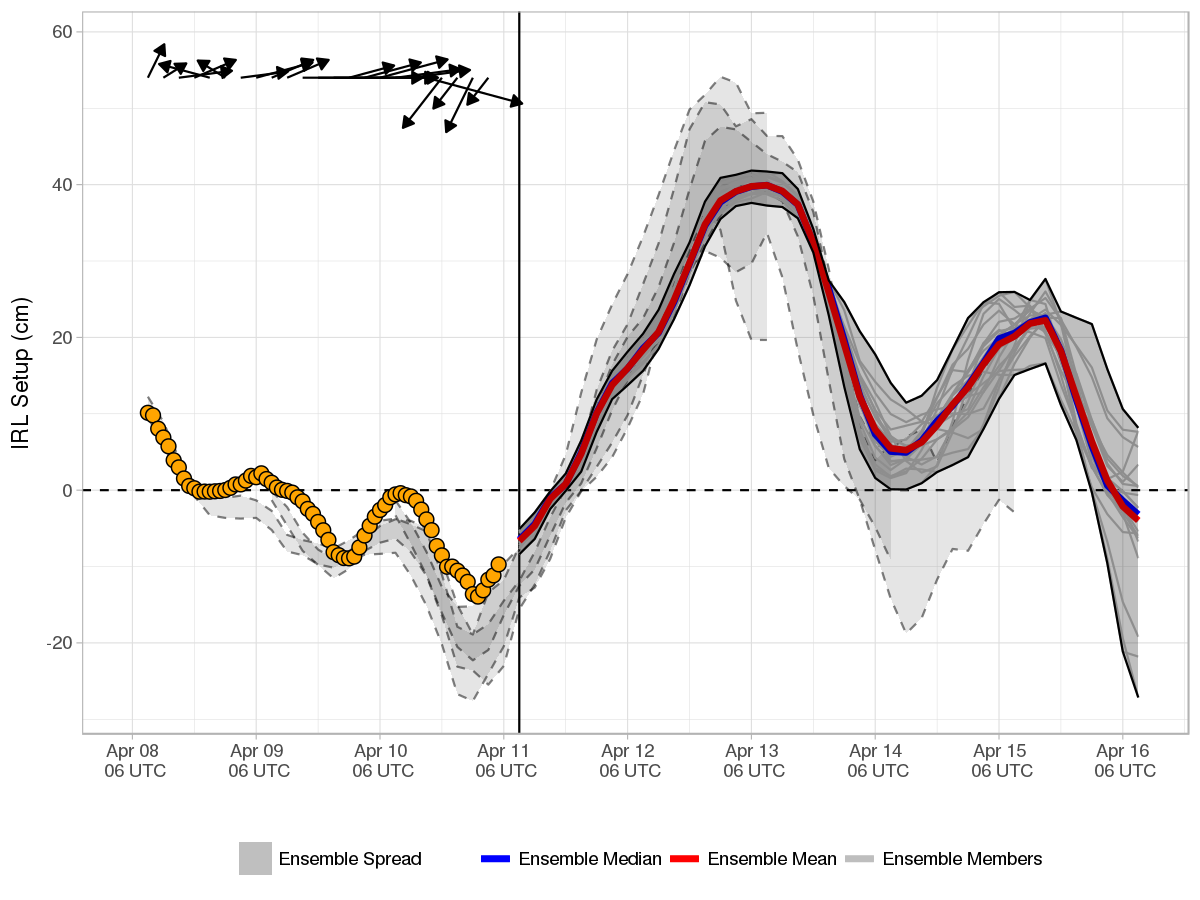 60
40
20
0
-20
IRL Setup (cm)
Apr 08
06 UTC
Apr 09
06 UTC
Apr 10
06 UTC
Apr 11
06 UTC
Apr 12
06 UTC
Apr 13
06 UTC
Apr 14
06 UTC
Apr 15
06 UTC
Apr 16
06 UTC
Ensemble Spread
Ensemble Median
Ensemble Mean
Ensemble Members